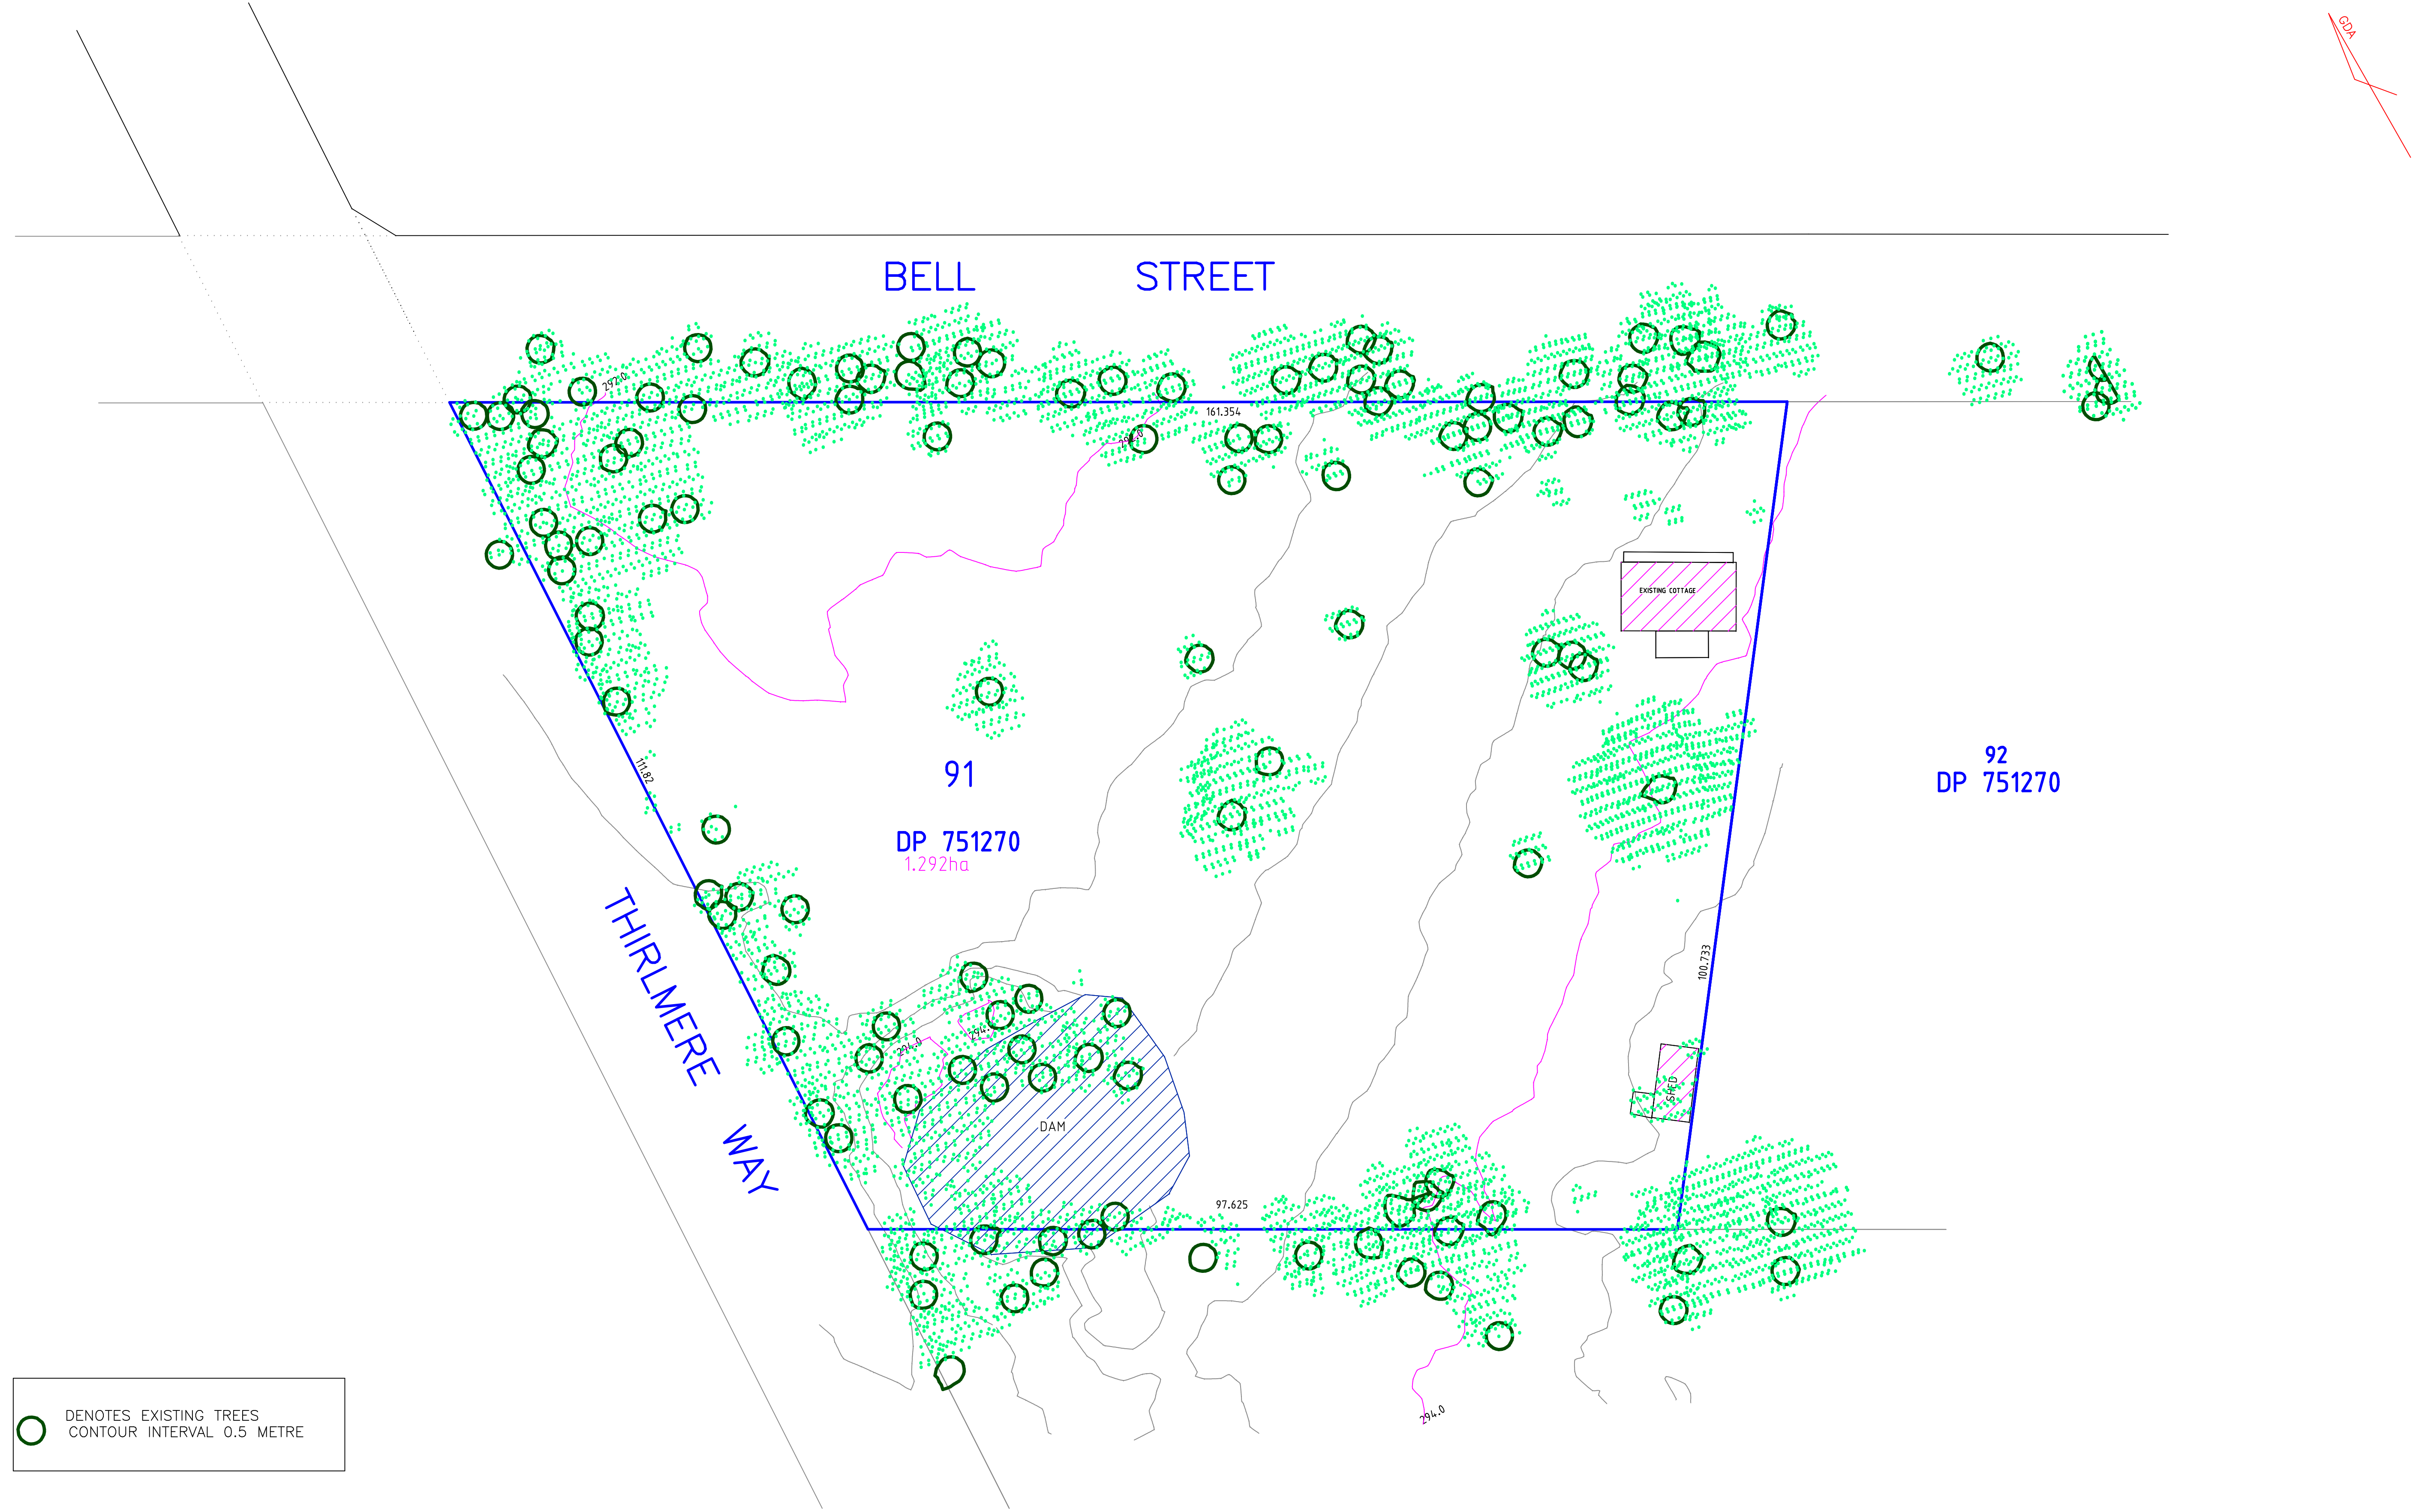 GDA
BELL STREET
292.0
161.354
292.0
EXISTING COTTAGE
111.82
91
DP 751270
1.292ha
92
DP 751270
THIRLMERE WAY
100.733
294.0
SHED
DAM
97.625
294.0
DENOTES EXISTING TREES
CONTOUR INTERVAL 0.5 METRE